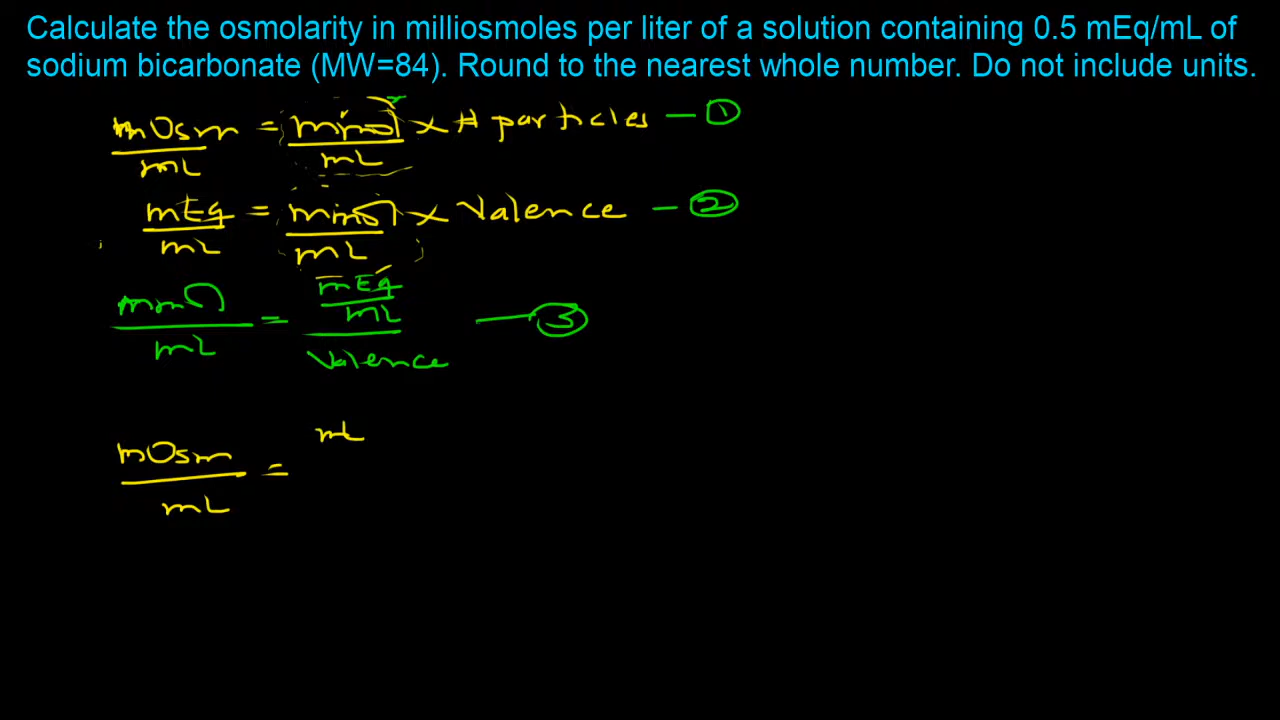 Calculate the osmolarity in milliosmoles per liter of a solution containing 0.5 mEq/mL of
sodium bicarbonate (MW=84). Round to the nearest whole number. Do not include units.
mOsm/mL = mmol/mL × # particles — ①
mEq/mL = mmol/mL × Valence — ②
mmol/mL = mEq/mL / Valence — ③
mOsm/mL = mL